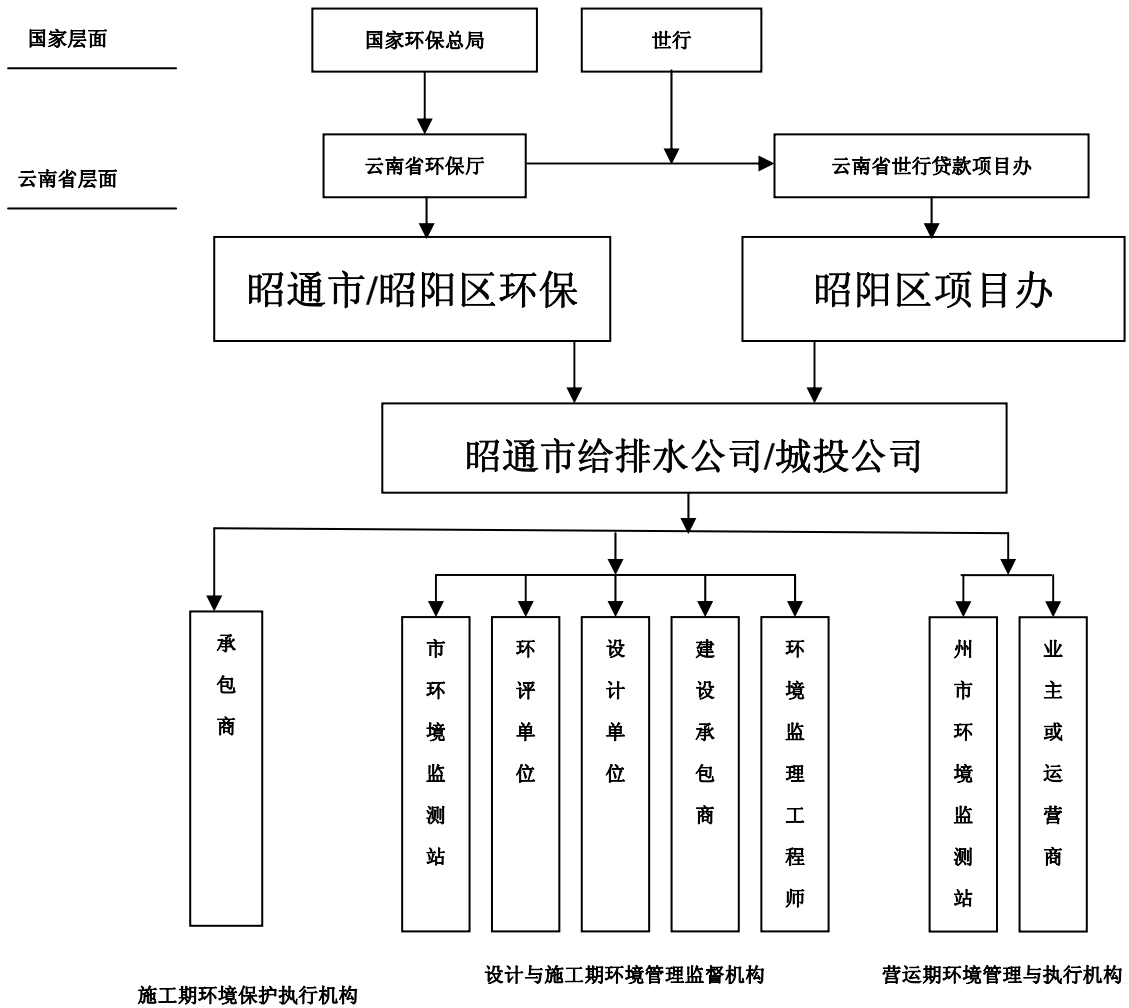 国家层面
国家环保总局
世行
云南省层面
云南省环保厅
云南省世行贷款项目办
昭通市/昭阳区环保
昭阳区项目办
昭通市给排水公司/城投公司
承包商
市环境监测站
环评单位
设计单位
建设承包商
环境监理工程师
州市环境监测站
业主或运营商
施工期环境保护执行机构
设计与施工期环境管理监督机构
营运期环境管理与执行机构